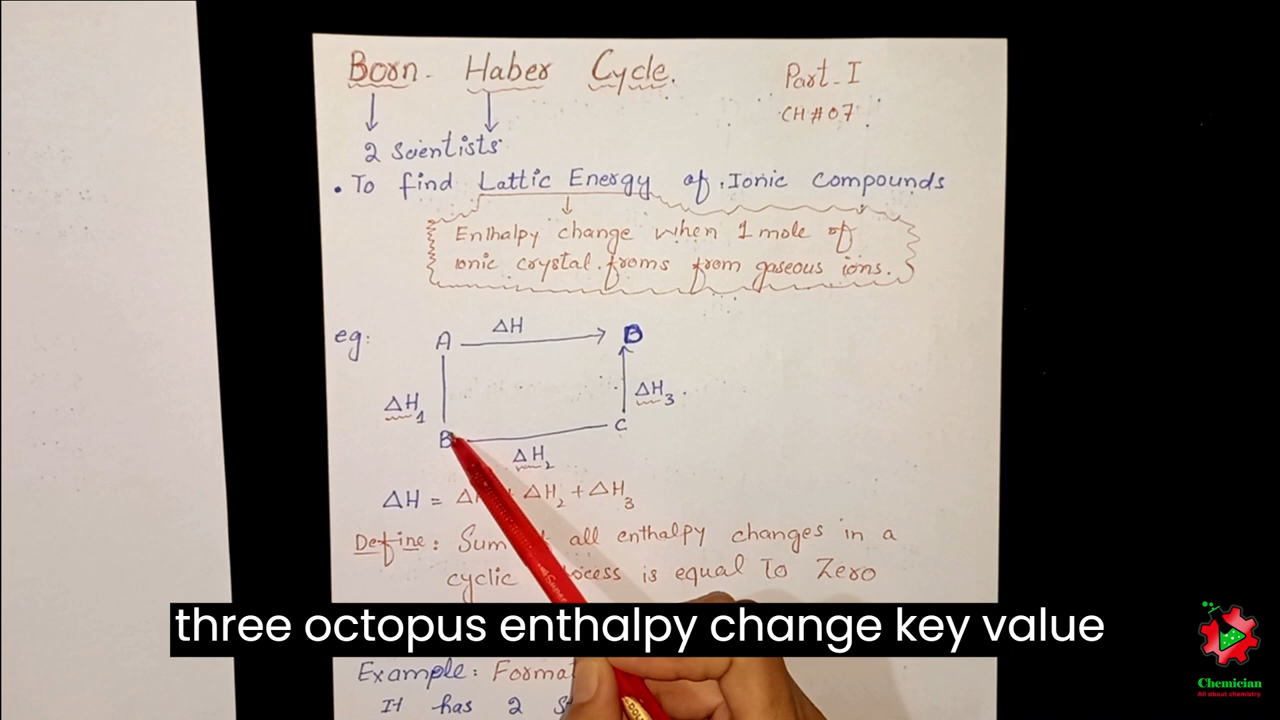 Born - Haber Cycle.
Part - I
CH # 07
2 Scientists
• To find Lattic Energy of Ionic Compounds
Enthalpy change when 1 mole of
ionic crystal froms from gaseous ions.
eg:
A ΔH B
ΔH1 ΔH3
B ΔH2 C
ΔH = + ΔH2 + ΔH3
Define: Sum all enthalpy changes in a
cyclic is equal To Zero
three octopus enthalpy change key value
Example:
It has 2
Chemician
All about chemistry